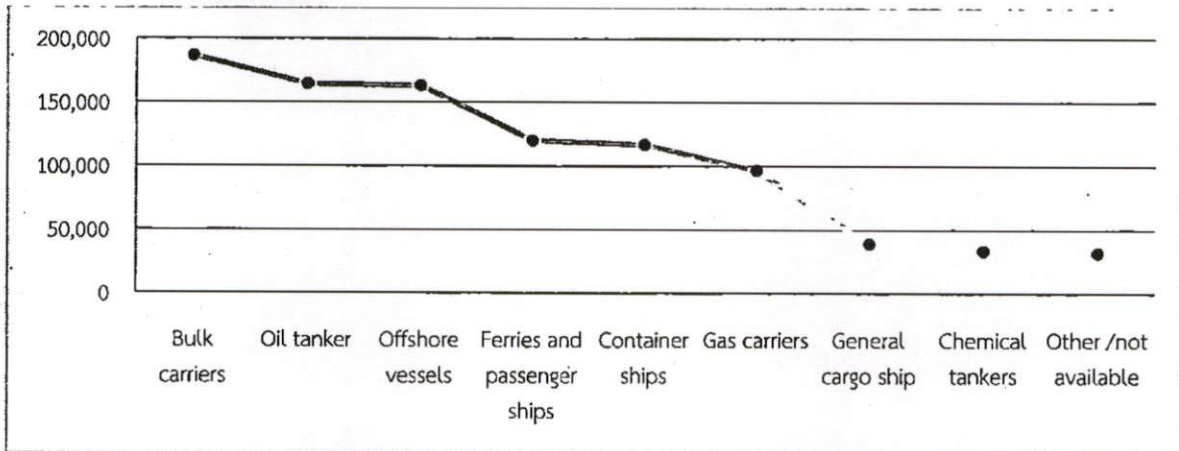 200,000
150,000
100,000
50,000
0
Bulk carriers
Oil tanker
Offshore vessels
Ferries and passenger ships
Container ships
Gas carriers
General cargo ship
Chemical tankers
Other /not available